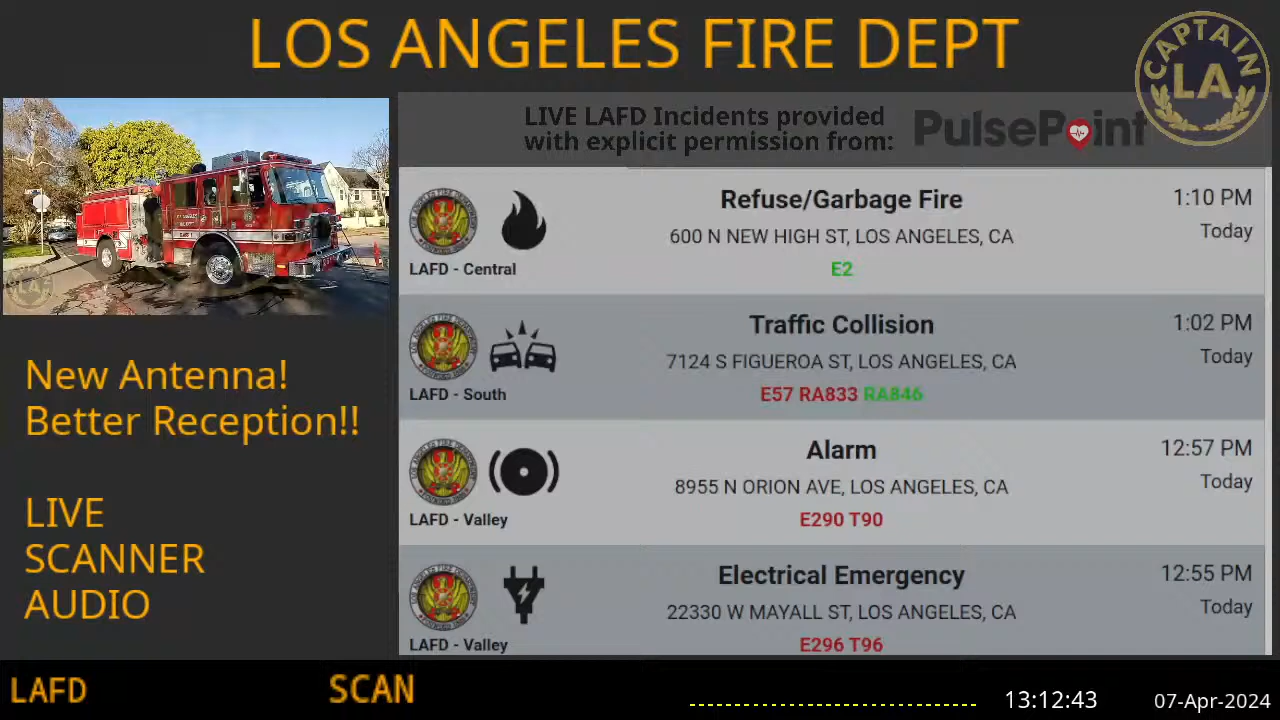 LOS ANGELES FIRE DEPT
CAPTAIN
LA
LIVE LAFD Incidents provided
with explicit permission from:
PulsePoint
Refuse/Garbage Fire
1:10 PM
600 N NEW HIGH ST, LOS ANGELES, CA
Today
LAFD - Central
E2
Traffic Collision
1:02 PM
7124 S FIGUEROA ST, LOS ANGELES, CA
Today
LAFD - South
E57 RA833 RA846
Alarm
12:57 PM
8955 N ORION AVE, LOS ANGELES, CA
Today
LAFD - Valley
E290 T90
Electrical Emergency
12:55 PM
22330 W MAYALL ST, LOS ANGELES, CA
Today
LAFD - Valley
E296 T96
New Antenna!
Better Reception!!
LIVE
SCANNER
AUDIO
LAFD
SCAN
13:12:43
07-Apr-2024